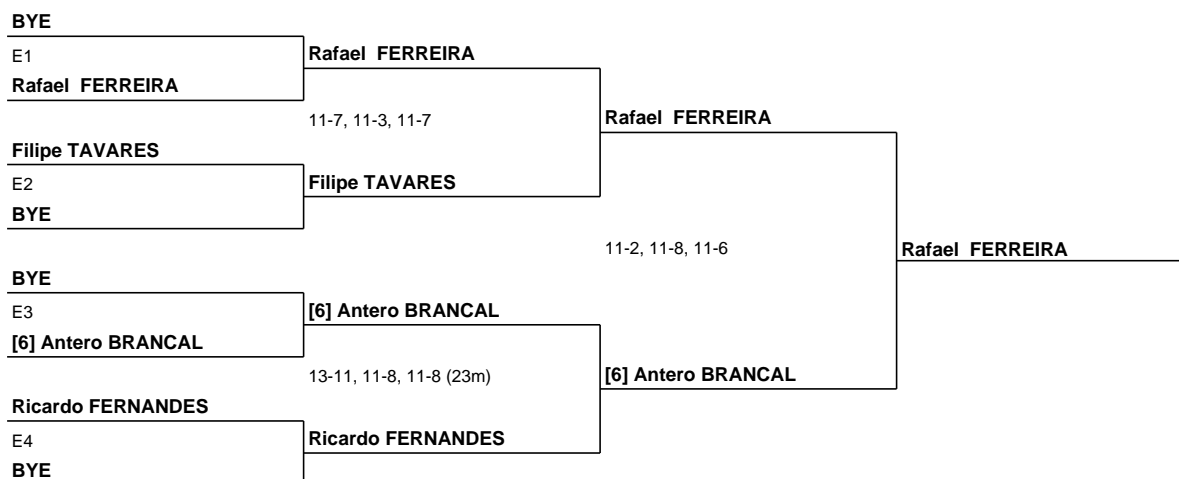 BYE
E1
Rafael FERREIRA
Rafael FERREIRA
11-7, 11-3, 11-7
Rafael FERREIRA
Filipe TAVARES
E2
Filipe TAVARES
BYE
11-2, 11-8, 11-6
Rafael FERREIRA
BYE
E3
[6] Antero BRANCAL
[6] Antero BRANCAL
13-11, 11-8, 11-8 (23m)
[6] Antero BRANCAL
Ricardo FERNANDES
E4
Ricardo FERNANDES
BYE